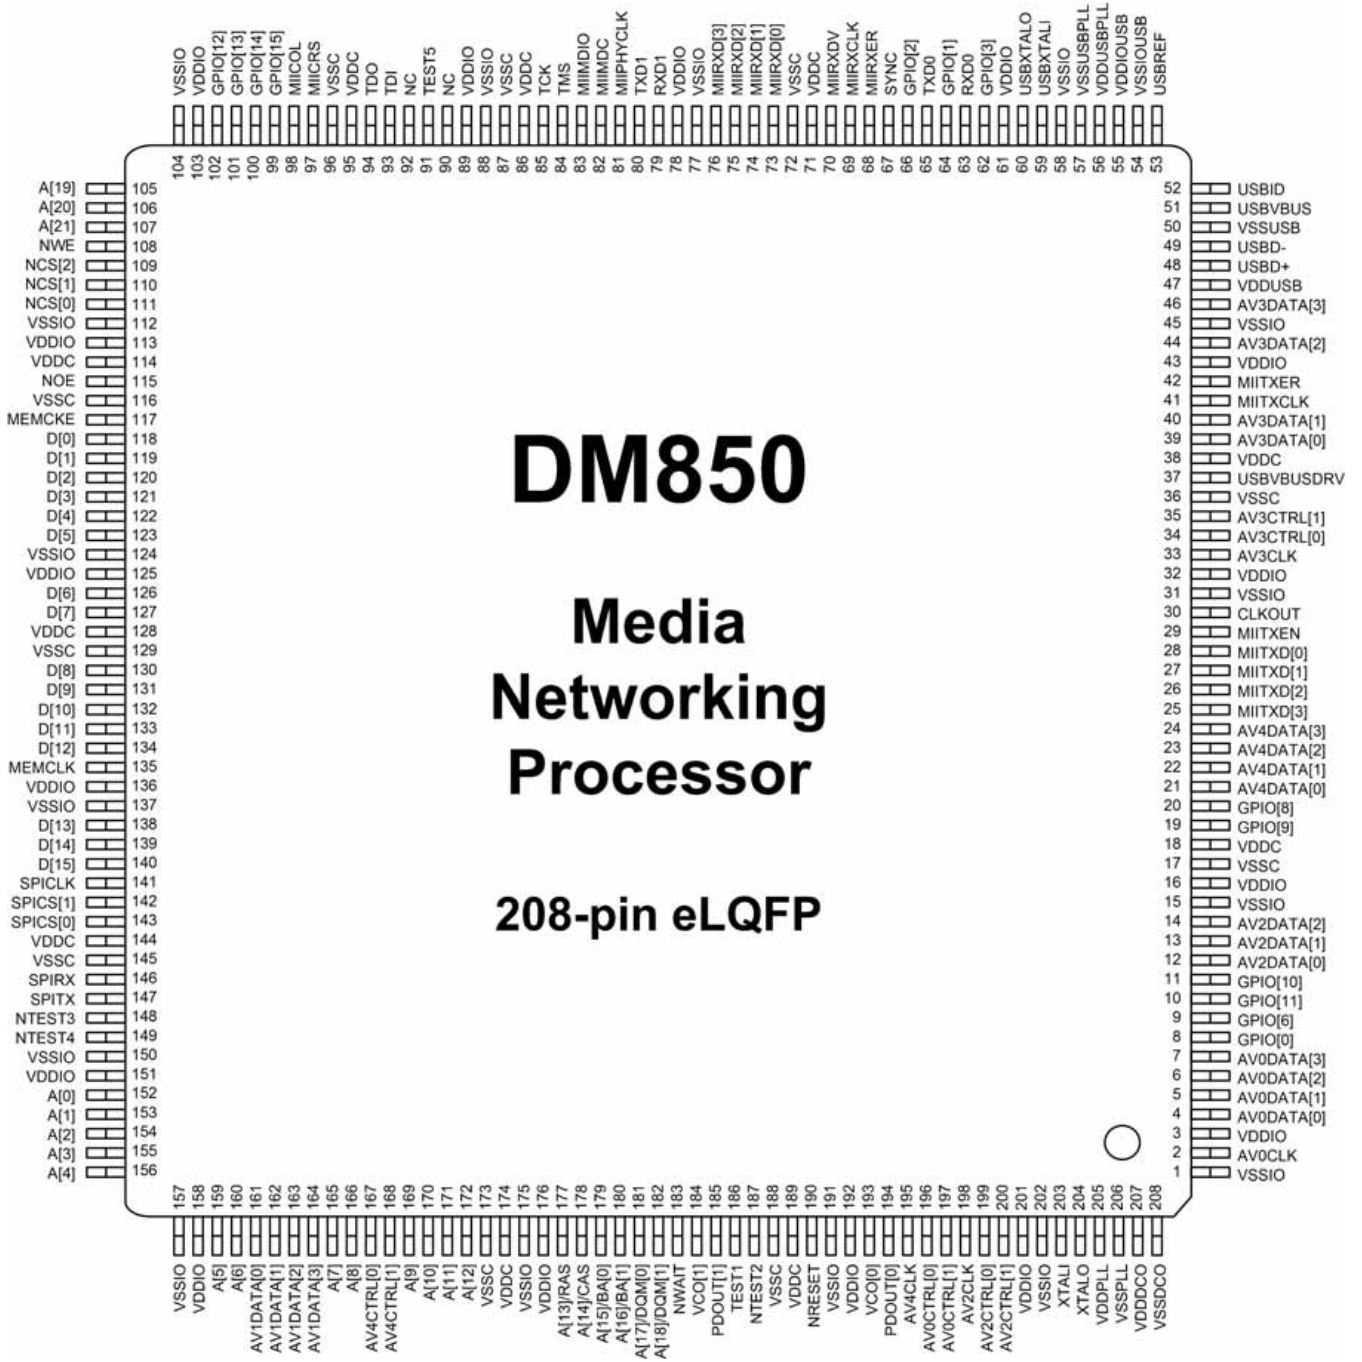 VSSIO
VDDIO
GPIO[12]
GPIO[13]
GPIO[14]
GPIO[15]
MIICOL
MIICRS
VSSC
VDDC
TDO
TDI
NC
TEST5
NC
VDDIO
VSSIO
VSSC
VDDC
TCK
TMS
MIIMDIO
MIIMDC
MIIPHYCLK
TXD1
RXD1
VDDIO
VSSIO
MIIRXD[3]
MIIRXD[2]
MIIRXD[1]
MIIRXD[0]
VSSC
VDDC
MIIRXDV
MIIRXCLK
MIIRXER
SYNC
GPIO[2]
TXD0
GPIO[1]
RXD0
GPIO[3]
VDDIO
USBXTALO
USBXTALI
VSSIO
VSSUSBPLL
VDDUSBPLL
VDDIOUSB
VSSIOUSB
USBREF
104
103
102
101
100
99
98
97
96
95
94
93
92
91
90
89
88
87
86
85
84
83
82
81
80
79
78
77
76
75
74
73
72
71
70
69
68
67
66
65
64
63
62
61
60
59
58
57
56
55
54
53
A[19] 105
A[20] 106
A[21] 107
NWE 108
NCS[2] 109
NCS[1] 110
NCS[0] 111
VSSIO 112
VDDIO 113
VDDC 114
NOE 115
VSSC 116
MEMCKE 117
D[0] 118
D[1] 119
D[2] 120
D[3] 121
D[4] 122
D[5] 123
VSSIO 124
VDDIO 125
D[6] 126
D[7] 127
VDDC 128
VSSC 129
D[8] 130
D[9] 131
D[10] 132
D[11] 133
D[12] 134
MEMCLK 135
VDDIO 136
VSSIO 137
D[13] 138
D[14] 139
D[15] 140
SPICLK 141
SPICS[1] 142
SPICS[0] 143
VDDC 144
VSSC 145
SPIRX 146
SPITX 147
NTEST3 148
NTEST4 149
VSSIO 150
VDDIO 151
A[0] 152
A[1] 153
A[2] 154
A[3] 155
A[4] 156
DM850
Media
Networking
Processor
208-pin eLQFP
52 USBID
51 USBVBUS
50 VSSUSB
49 USBD-
48 USBD+
47 VDDUSB
46 AV3DATA[3]
45 VSSIO
44 AV3DATA[2]
43 VDDIO
42 MIITXER
41 MIITXCLK
40 AV3DATA[1]
39 AV3DATA[0]
38 VDDC
37 USBVBUSDRV
36 VSSC
35 AV3CTRL[1]
34 AV3CTRL[0]
33 AV3CLK
32 VDDIO
31 VSSIO
30 CLKOUT
29 MIITXEN
28 MIITXD[0]
27 MIITXD[1]
26 MIITXD[2]
25 MIITXD[3]
24 AV4DATA[3]
23 AV4DATA[2]
22 AV4DATA[1]
21 AV4DATA[0]
20 GPIO[8]
19 GPIO[9]
18 VDDC
17 VSSC
16 VDDIO
15 VSSIO
14 AV2DATA[2]
13 AV2DATA[1]
12 AV2DATA[0]
11 GPIO[10]
10 GPIO[11]
9 GPIO[6]
8 GPIO[0]
7 AV0DATA[3]
6 AV0DATA[2]
5 AV0DATA[1]
4 AV0DATA[0]
3 VDDIO
2 AV0CLK
1 VSSIO
157
158
159
160
161
162
163
164
165
166
167
168
169
170
171
172
173
174
175
176
177
178
179
180
181
182
183
184
185
186
187
188
189
190
191
192
193
194
195
196
197
198
199
200
201
202
203
204
205
206
207
208
VSSIO
VDDIO
A[5]
A[6]
AV1DATA[0]
AV1DATA[1]
AV1DATA[2]
AV1DATA[3]
A[7]
A[8]
AV4CTRL[0]
AV4CTRL[1]
A[9]
A[10]
A[11]
A[12]
VSSC
VDDC
VSSIO
VDDIO
A[13]/RAS
A[14]/CAS
A[15]/BA[0]
A[16]/BA[1]
A[17]/DQM[0]
A[18]/DQM[1]
NWAIT
VCO[1]
PDOUT[1]
TEST1
NTEST2
VSSC
VDDC
NRESET
VSSIO
VDDIO
VCO[0]
PDOUT[0]
AV4CLK
AV0CTRL[0]
AV0CTRL[1]
AV2CLK
AV2CTRL[0]
AV2CTRL[1]
VDDIO
VSSIO
XTALI
XTALO
VDDPLL
VSSPLL
VDDDCO
VSSDCO